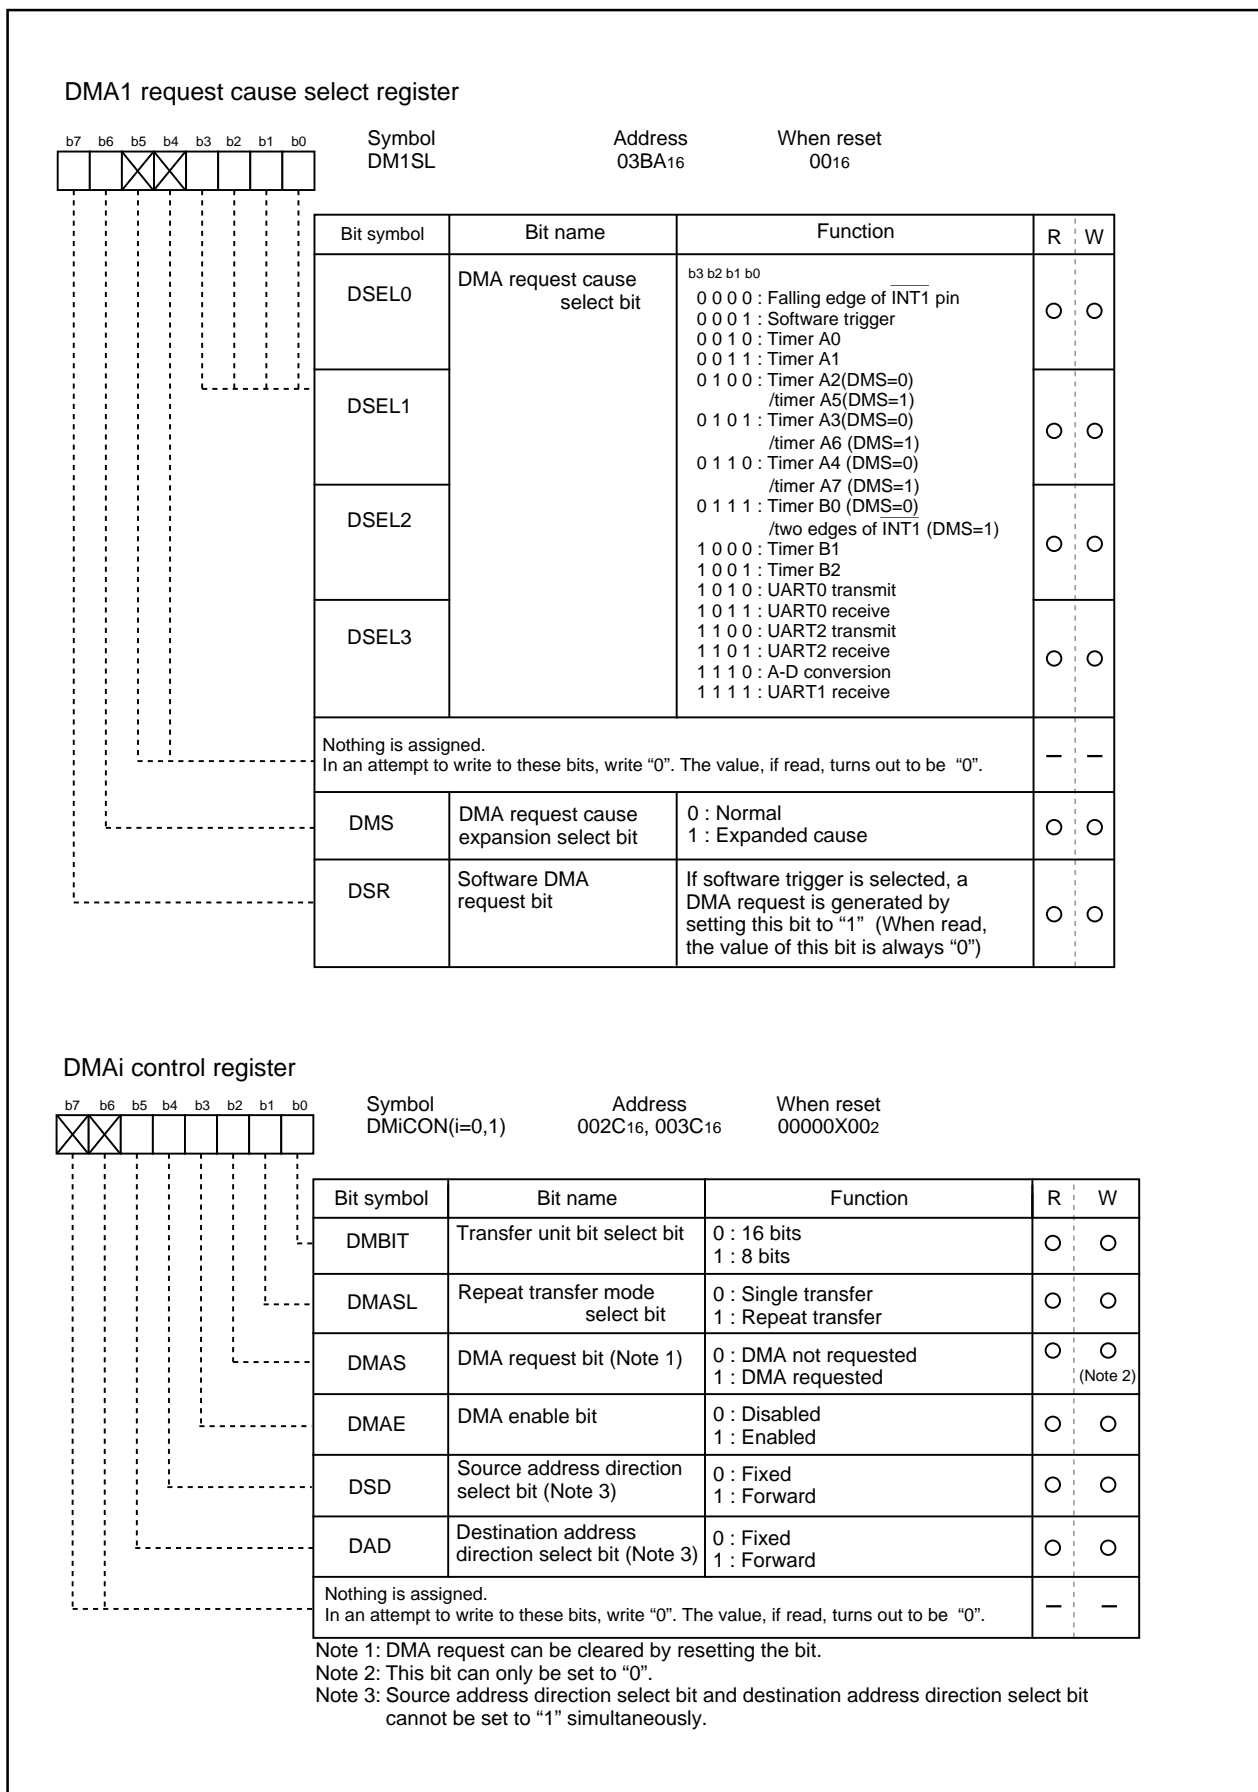 DMA1 request cause select register
b7 b6 b5 b4 b3 b2 b1 b0
Symbol Address When reset
DM1SL 03BA16 0016
Bit symbol Bit name Function R W
DSEL0 DMA request cause select bit
b3 b2 b1 b0
0 0 0 0 : Falling edge of INT1 pin
0 0 0 1 : Software trigger
0 0 1 0 : Timer A0
0 0 1 1 : Timer A1
DSEL1
0 1 0 0 : Timer A2(DMS=0)
/timer A5(DMS=1)
0 1 0 1 : Timer A3(DMS=0)
/timer A6 (DMS=1)
0 1 1 0 : Timer A4 (DMS=0)
/timer A7 (DMS=1)
DSEL2
0 1 1 1 : Timer B0 (DMS=0)
/two edges of INT1 (DMS=1)
1 0 0 0 : Timer B1
1 0 0 1 : Timer B2
1 0 1 0 : UART0 transmit
1 0 1 1 : UART0 receive
DSEL3
1 1 0 0 : UART2 transmit
1 1 0 1 : UART2 receive
1 1 1 0 : A-D conversion
1 1 1 1 : UART1 receive
Nothing is assigned.
In an attempt to write to these bits, write “0”. The value, if read, turns out to be “0”.
DMS
DMA request cause
expansion select bit
0 : Normal
1 : Expanded cause
DSR
Software DMA
request bit
If software trigger is selected, a
DMA request is generated by
setting this bit to “1” (When read,
the value of this bit is always “0”)
DMAi control register
b7 b6 b5 b4 b3 b2 b1 b0
Symbol Address When reset
DMiCON(i=0,1) 002C16, 003C16 00000X002
Bit symbol Bit name Function R W
DMBIT
Transfer unit bit select bit
0 : 16 bits
1 : 8 bits
DMASL
Repeat transfer mode
select bit
0 : Single transfer
1 : Repeat transfer
DMAS
DMA request bit (Note 1)
0 : DMA not requested
1 : DMA requested
(Note 2)
DMAE
DMA enable bit
0 : Disabled
1 : Enabled
DSD
Source address direction
select bit (Note 3)
0 : Fixed
1 : Forward
DAD
Destination address
direction select bit (Note 3)
0 : Fixed
1 : Forward
Nothing is assigned.
In an attempt to write to these bits, write “0”. The value, if read, turns out to be “0”.
Note 1: DMA request can be cleared by resetting the bit.
Note 2: This bit can only be set to “0”.
Note 3: Source address direction select bit and destination address direction select bit
cannot be set to “1” simultaneously.